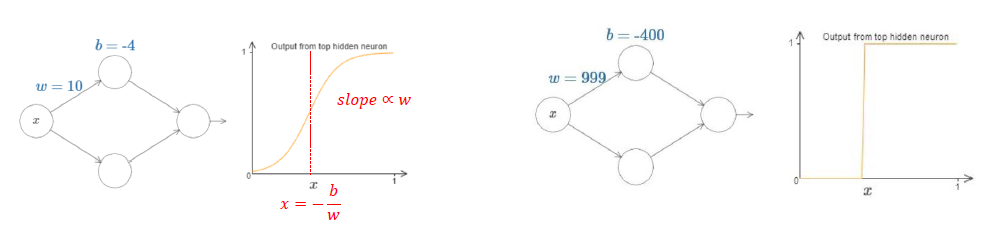 b = -4
w = 10
x
Output from top hidden neuron
1
slope ∝ w
0
x
1
x = -b/w
b = -400
w = 999
x
Output from top hidden neuron
1
0
x
1